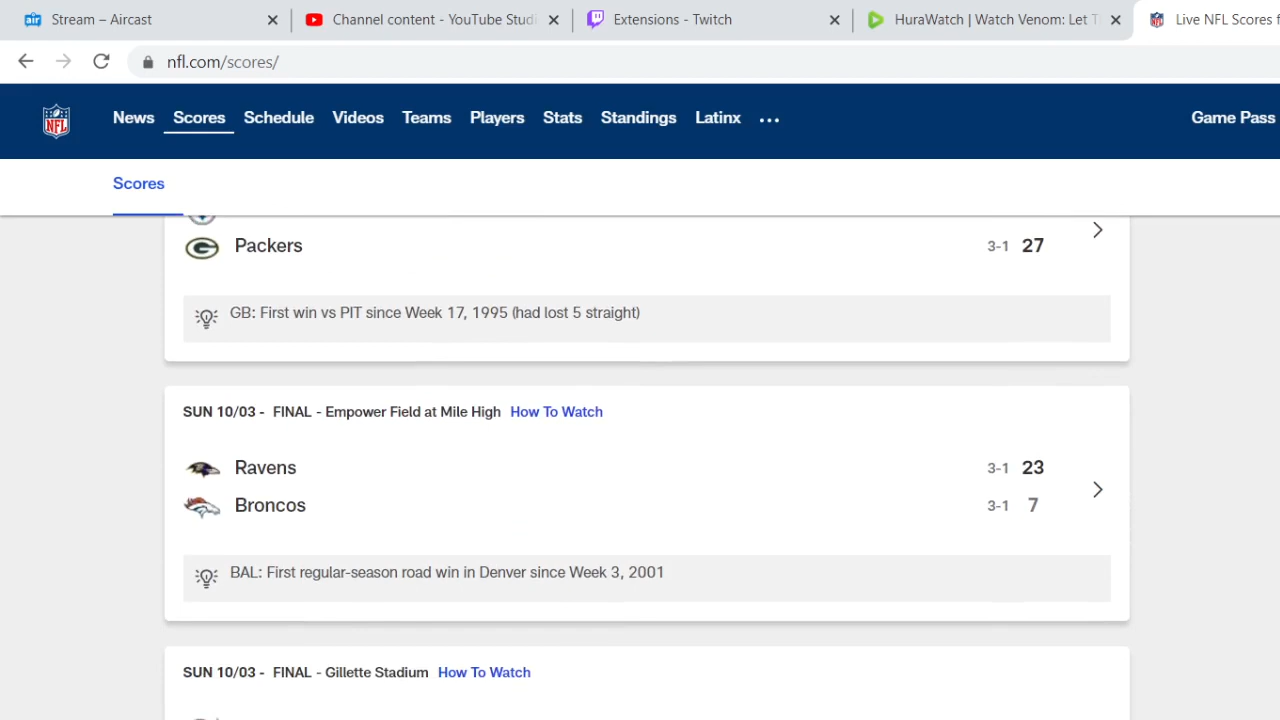 Stream – Aircast
Channel content - YouTube Studi
Extensions - Twitch
HuraWatch | Watch Venom: Let T
Live NFL Scores f
nfl.com/scores/
NFL
News
Scores
Schedule
Videos
Teams
Players
Stats
Standings
Latinx
Game Pass
Scores
Packers 3-1 27
GB: First win vs PIT since Week 17, 1995 (had lost 5 straight)
SUN 10/03 - FINAL - Empower Field at Mile High How To Watch
Ravens 3-1 23
Broncos 3-1 7
BAL: First regular-season road win in Denver since Week 3, 2001
SUN 10/03 - FINAL - Gillette Stadium How To Watch